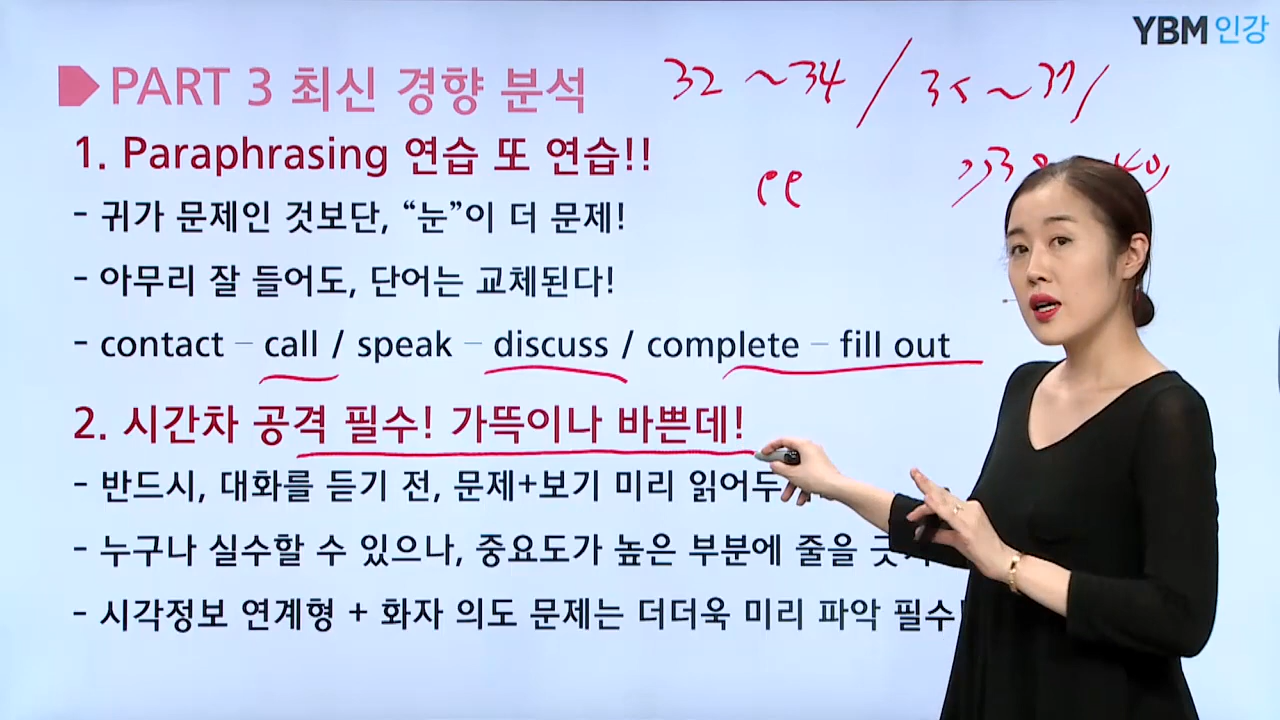 YBM 인강
PART 3 최신 경향 분석
32 ~34 / 35~37/
1. Paraphrasing 연습 또 연습!!
- 귀가 문제인 것보단, “눈”이 더 문제!
- 아무리 잘 들어도, 단어는 교체된다!
- contact – call / speak – discuss / complete – fill out
2. 시간차 공격 필수! 가뜩이나 바쁜데!
- 반드시, 대화를 듣기 전, 문제+보기 미리
- 누구나 실수할 수 있으나, 중요도가 높은 부분에 줄을
- 시각정보 연계형 + 화자 의도 문제는 더더욱 미리 파악 필수!